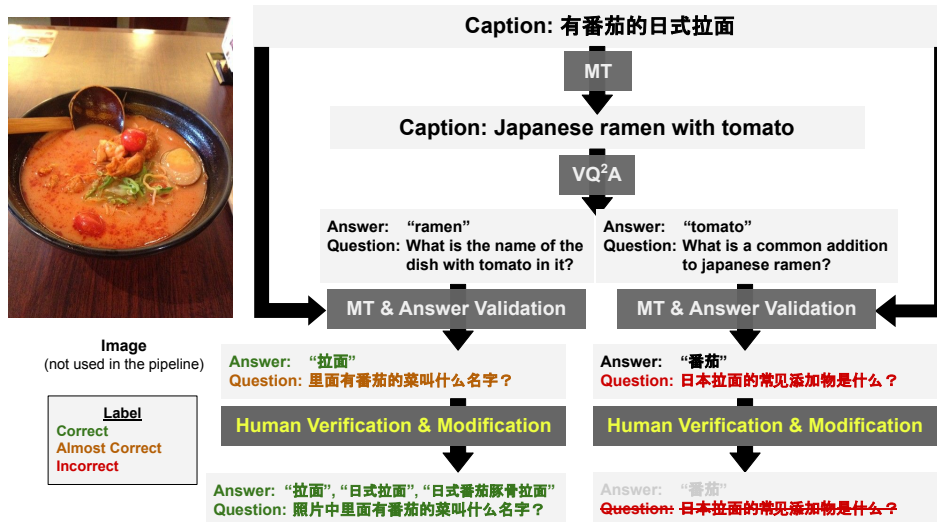 Caption: 有番茄的日式拉面
MT
Caption: Japanese ramen with tomato
VQ²A
Answer: “ramen”
Question: What is the name of the
dish with tomato in it?
Answer: “tomato”
Question: What is a common addition
to japanese ramen?
MT & Answer Validation
MT & Answer Validation
Image
(not used in the pipeline)
Label
Correct
Almost Correct
Incorrect
Answer: “拉面”
Question: 里面有番茄的菜叫什么名字？
Answer: “番茄”
Question: 日本拉面的常见添加物是什么？
Human Verification & Modification
Human Verification & Modification
Answer: “拉面”, “日式拉面”, “日式番茄豚骨拉面”
Question: 照片中里面有番茄的菜叫什么名字？
Answer: “番茄”
Question: 日本拉面的常见添加物是什么？